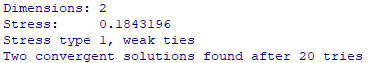 Dimensions: 2
Stress:     0.1843196
Stress type 1, weak ties
Two convergent solutions found after 20 tries